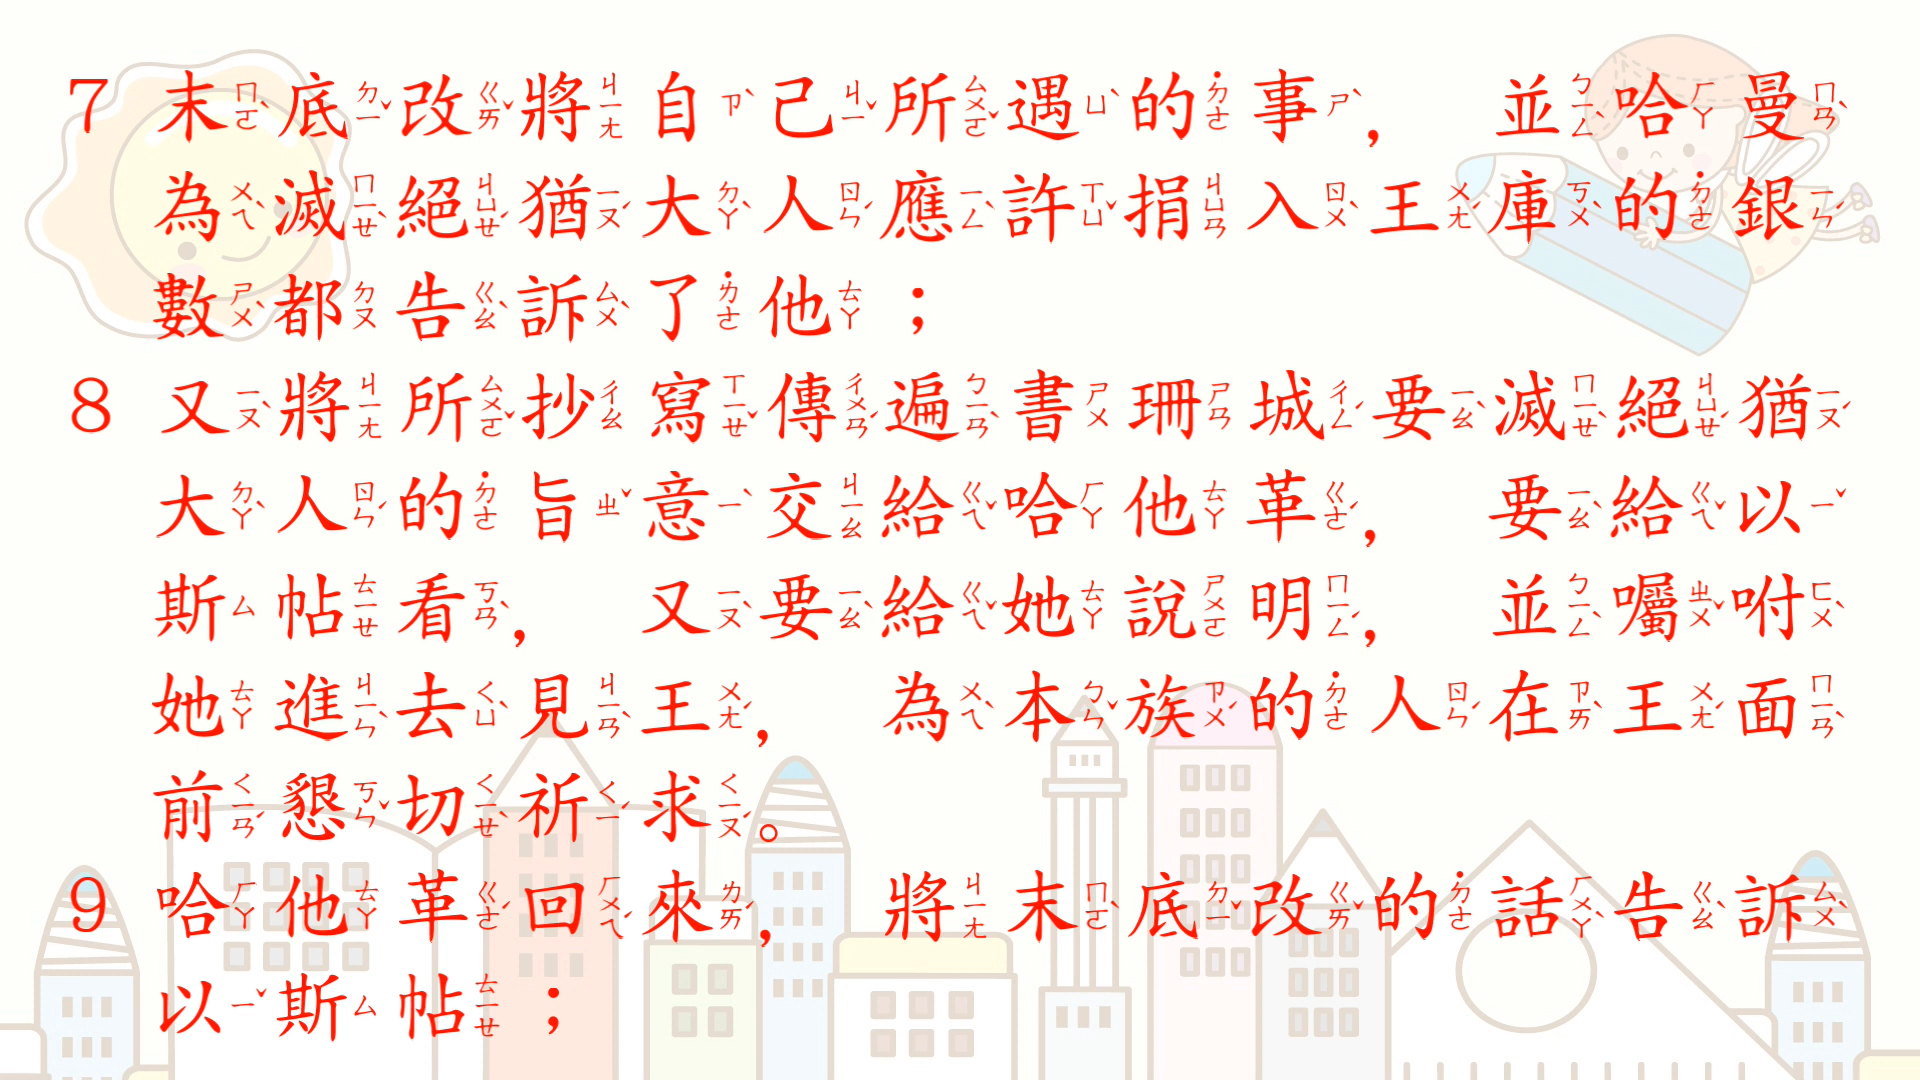 7 末底改將自己所遇的事，並哈曼
為滅絕猶大人應許捐入王庫的銀
數都告訴了他；
8 又將所抄寫傳遍書珊城要滅絕猶
大人的旨意交給哈他革，要給以
斯帖看，又要給她說明，並囑咐
她進去見王，為本族的人在王面
前懇切祈求。
9 哈他革回來，將末底改的話告訴
以斯帖；